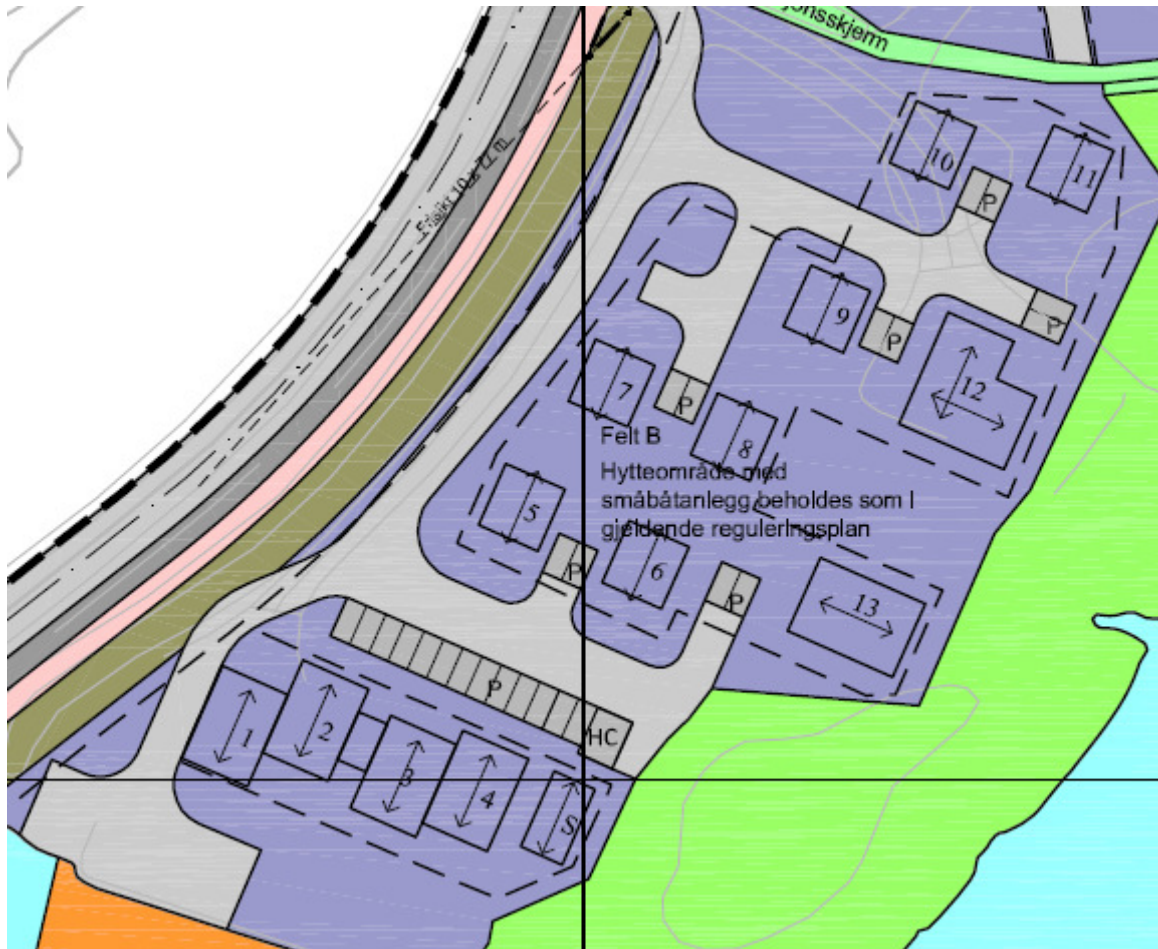 jonsskjerm
10
11
P
9
P
P
12
7
P
8
Felt B
Hytteområde med
småbåtanlegg beholdes som i
gjeldende reguleringsplan
5
P
6
P
13
P
HC
1
2
3
4
S